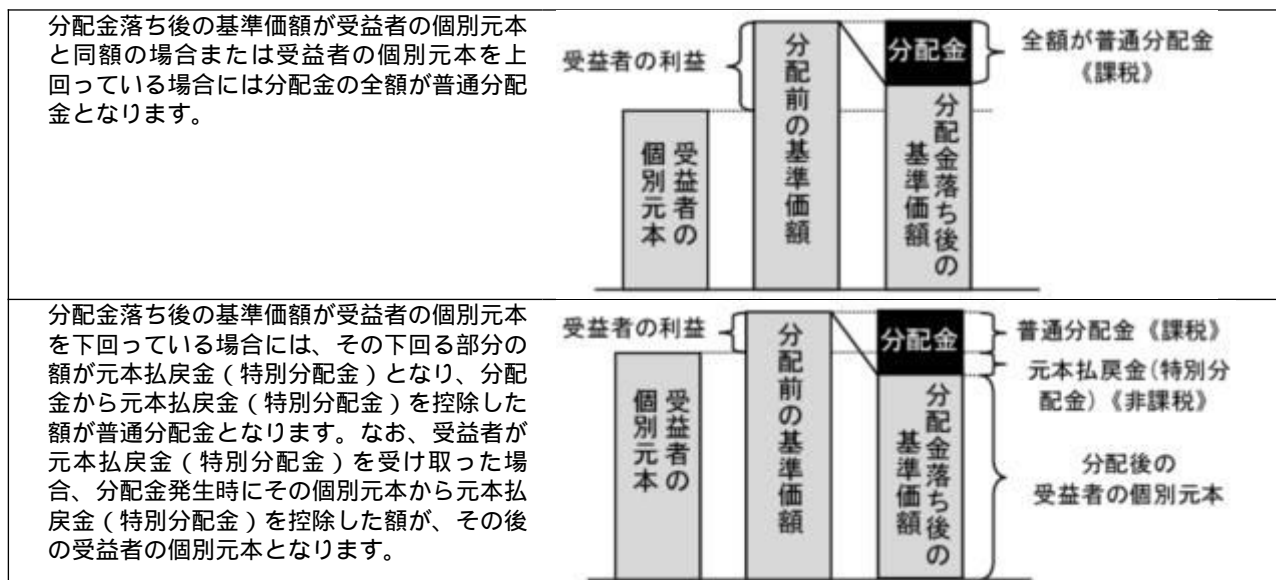 分配金落ち後の基準価額が受益者の個別元本
と同額の場合または受益者の個別元本を上
回っている場合には分配金の全額が普通分配
金となります。
受益者の利益
受益者の
個別元本
分配前の基準価額
分配金
分配金落ち後の
基準価額
全額が普通分配金
《課税》
分配金落ち後の基準価額が受益者の個別元本
を下回っている場合には、その下回る部分の
額が元本払戻金(特別分配金)となり、分配
金から元本払戻金(特別分配金)を控除した
額が普通分配金となります。なお、受益者が
元本払戻金(特別分配金)を受け取った場
合、分配金発生時にその個別元本から元本払
戻金(特別分配金)を控除した額が、その後
の受益者の個別元本となります。
受益者の利益
受益者の
個別元本
分配前の基準価額
分配金
分配金落ち後の
基準価額
普通分配金《課税》
元本払戻金(特別分
配金)《非課税》
分配後の
受益者の個別元本